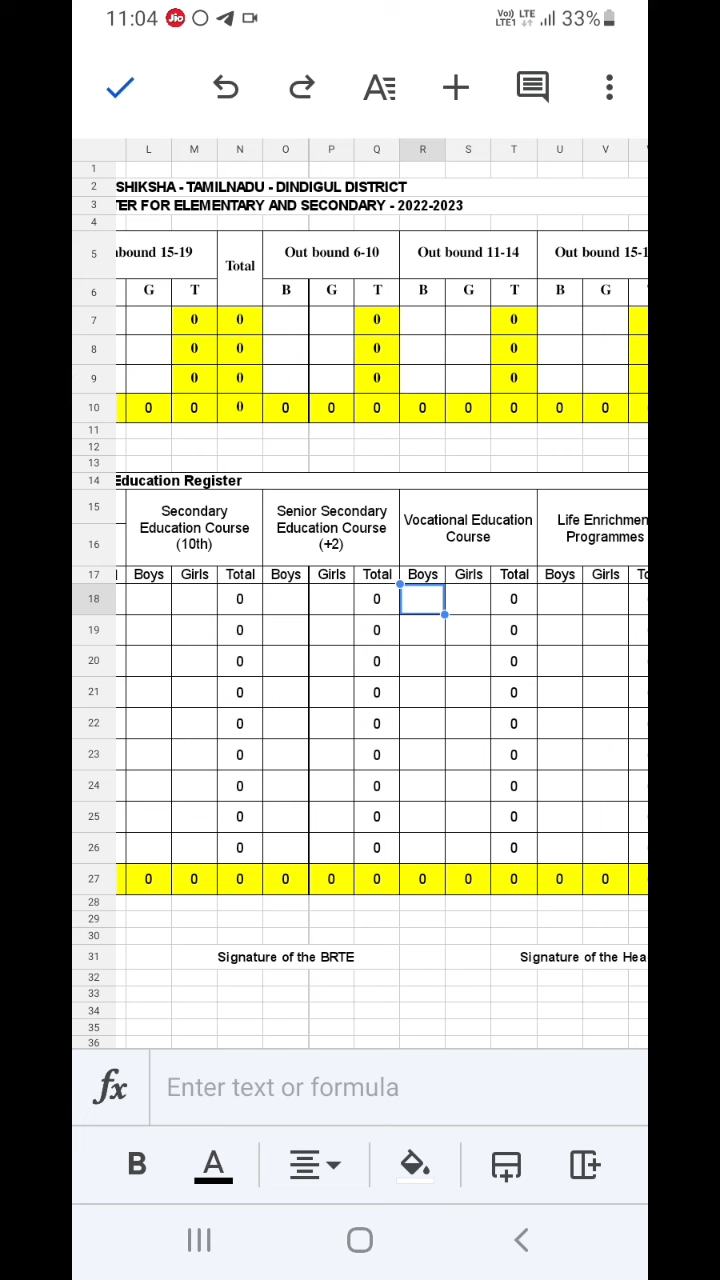 11:04 Jio Vo)) LTE LTE1 33%
L M N O P Q R S T U V
1
2 SHIKSHA - TAMILNADU - DINDIGUL DISTRICT
3 TER FOR ELEMENTARY AND SECONDARY - 2022-2023
4
5 nbound 15-19 Total Out bound 6-10 Out bound 11-14 Out bound 15-1
6 G T B G T B G T B G
7 0 0 0 0
8 0 0 0 0
9 0 0 0 0
10 0 0 0 0 0 0 0 0 0 0 0
11
12
13
14 Education Register
15 Secondary Education Course (10th) Senior Secondary Education Course (+2) Vocational Education Course Life Enrichmen Programmes
16
17 Boys Girls Total Boys Girls Total Boys Girls Total Boys Girls To
18 0 0 0
19 0 0 0
20 0 0 0
21 0 0 0
22 0 0 0
23 0 0 0
24 0 0 0
25 0 0 0
26 0 0 0
27 0 0 0 0 0 0 0 0 0 0 0
28
29
30
31 Signature of the BRTE Signature of the Hea
32
33
34
35
36
fx Enter text or formula
B A